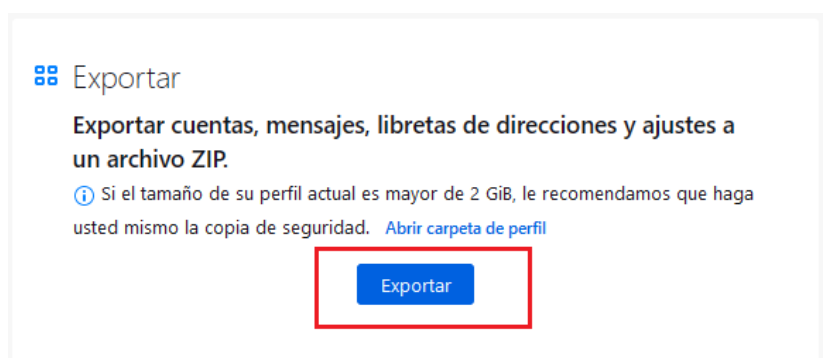 Exportar
Exportar cuentas, mensajes, libretas de direcciones y ajustes a
un archivo ZIP.
Si el tamaño de su perfil actual es mayor de 2 GiB, le recomendamos que haga
usted mismo la copia de seguridad. Abrir carpeta de perfil
Exportar